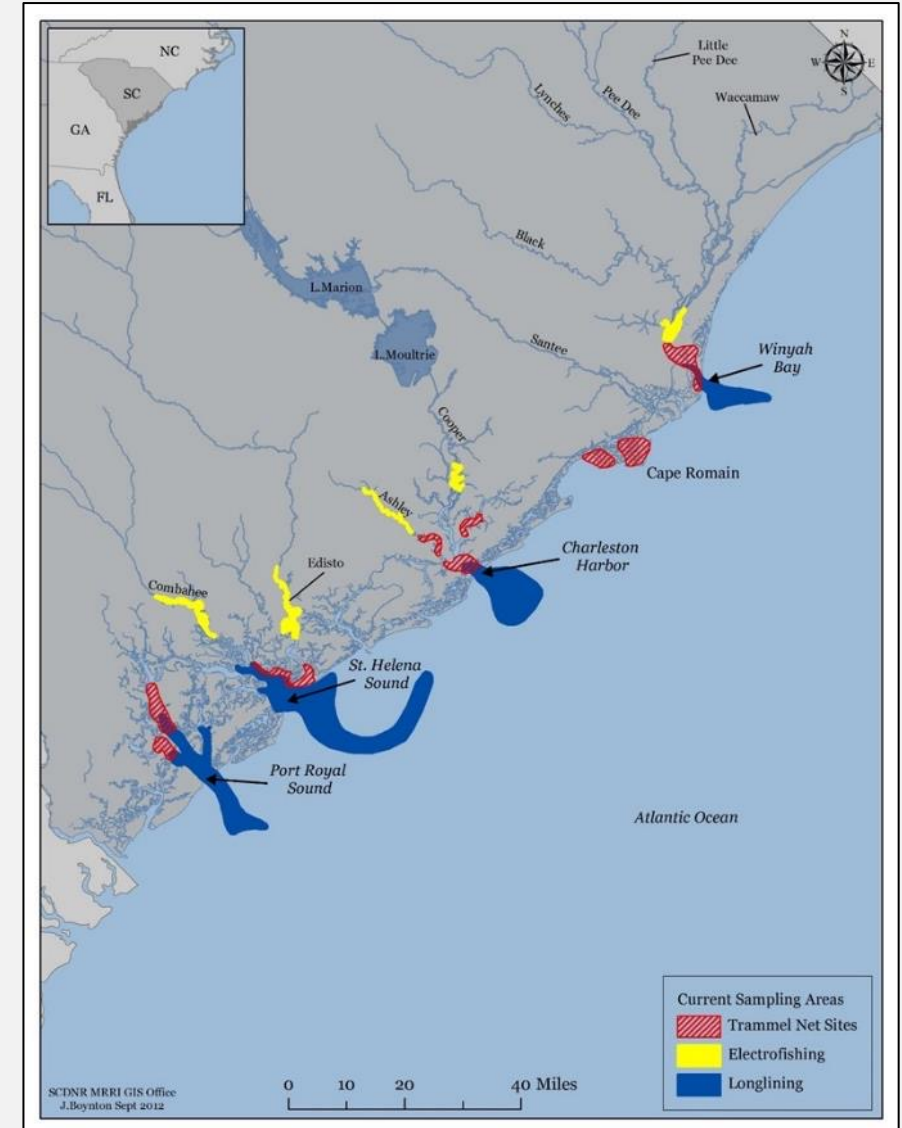 NC
SC
GA
FL
Little
Pee Dee
N
W
E
S
Waccamaw
Pee Dee
Lynches
Black
L.Marion
L.Moultrie
Santee
Winyah
Bay
Cooper
Cape Romain
Ashley
Charleston
Harbor
Edisto
Combahee
St. Helena
Sound
Port Royal
Sound
Atlantic Ocean
Current Sampling Areas
Trammel Net Sites
Electrofishing
Longlining
SCDNR MRRI GIS Office
J.Boynton Sept 2012
0 10 20 40 Miles